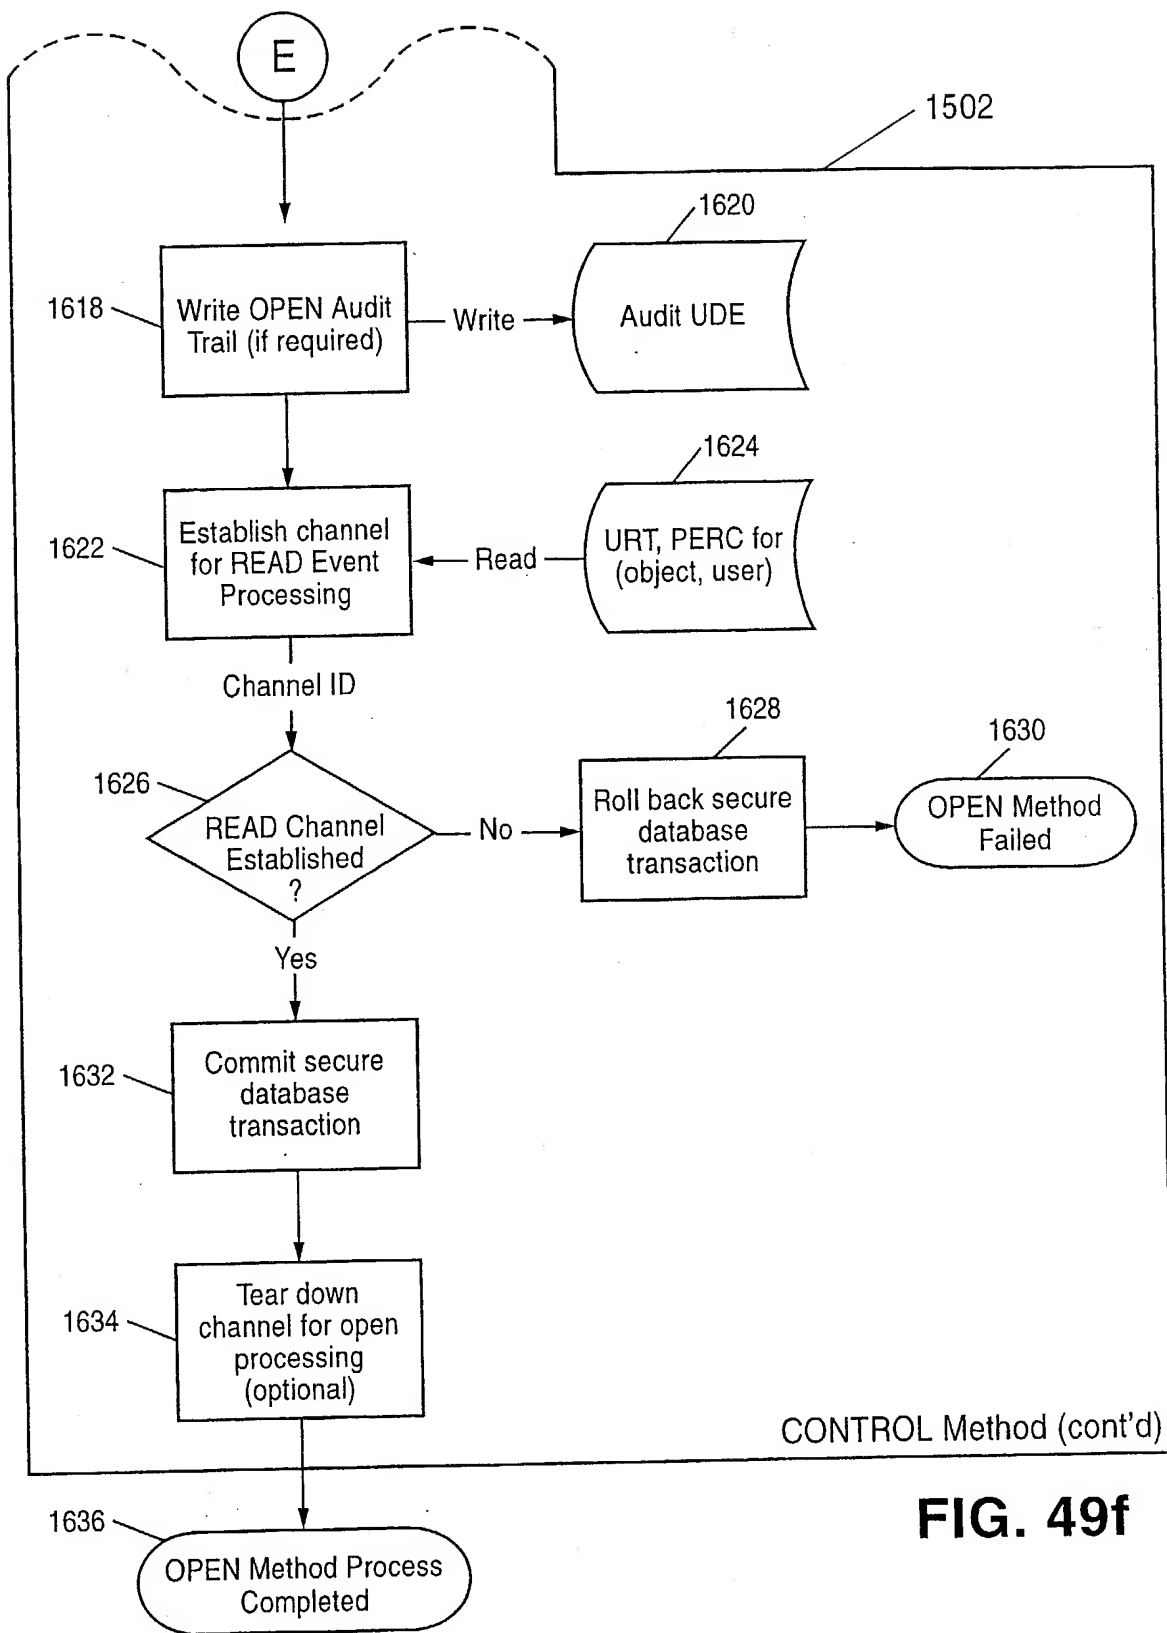 E
1502
1620
1618
Write OPEN Audit
Trail (if required)
Write
Audit UDE
1624
1622
Establish channel
for READ Event
Processing
Read
URT, PERC for
(object, user)
Channel ID
1628
1630
1626
READ Channel
Established
?
No
Roll back secure
database
transaction
OPEN Method
Failed
Yes
1632
Commit secure
database
transaction
1634
Tear down
channel for open
processing
(optional)
CONTROL Method (cont'd)
FIG. 49f
1636
OPEN Method Process
Completed